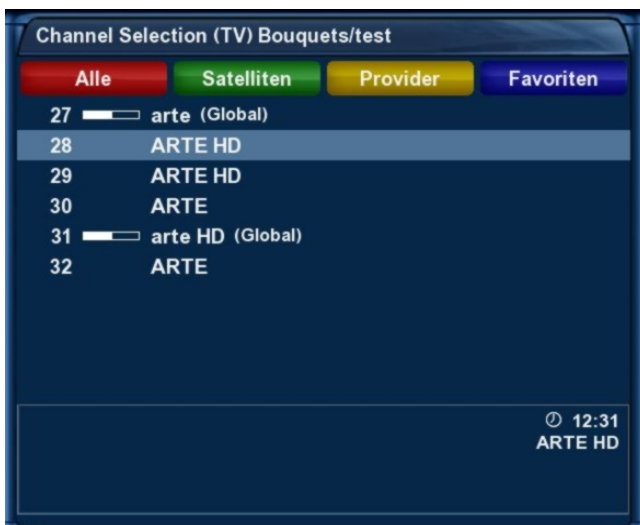 Channel Selection (TV) Bouquets/test
Alle Satelliten Provider Favoriten
27 arte (Global)
28 ARTE HD
29 ARTE HD
30 ARTE
31 arte HD (Global)
32 ARTE
12:31
ARTE HD